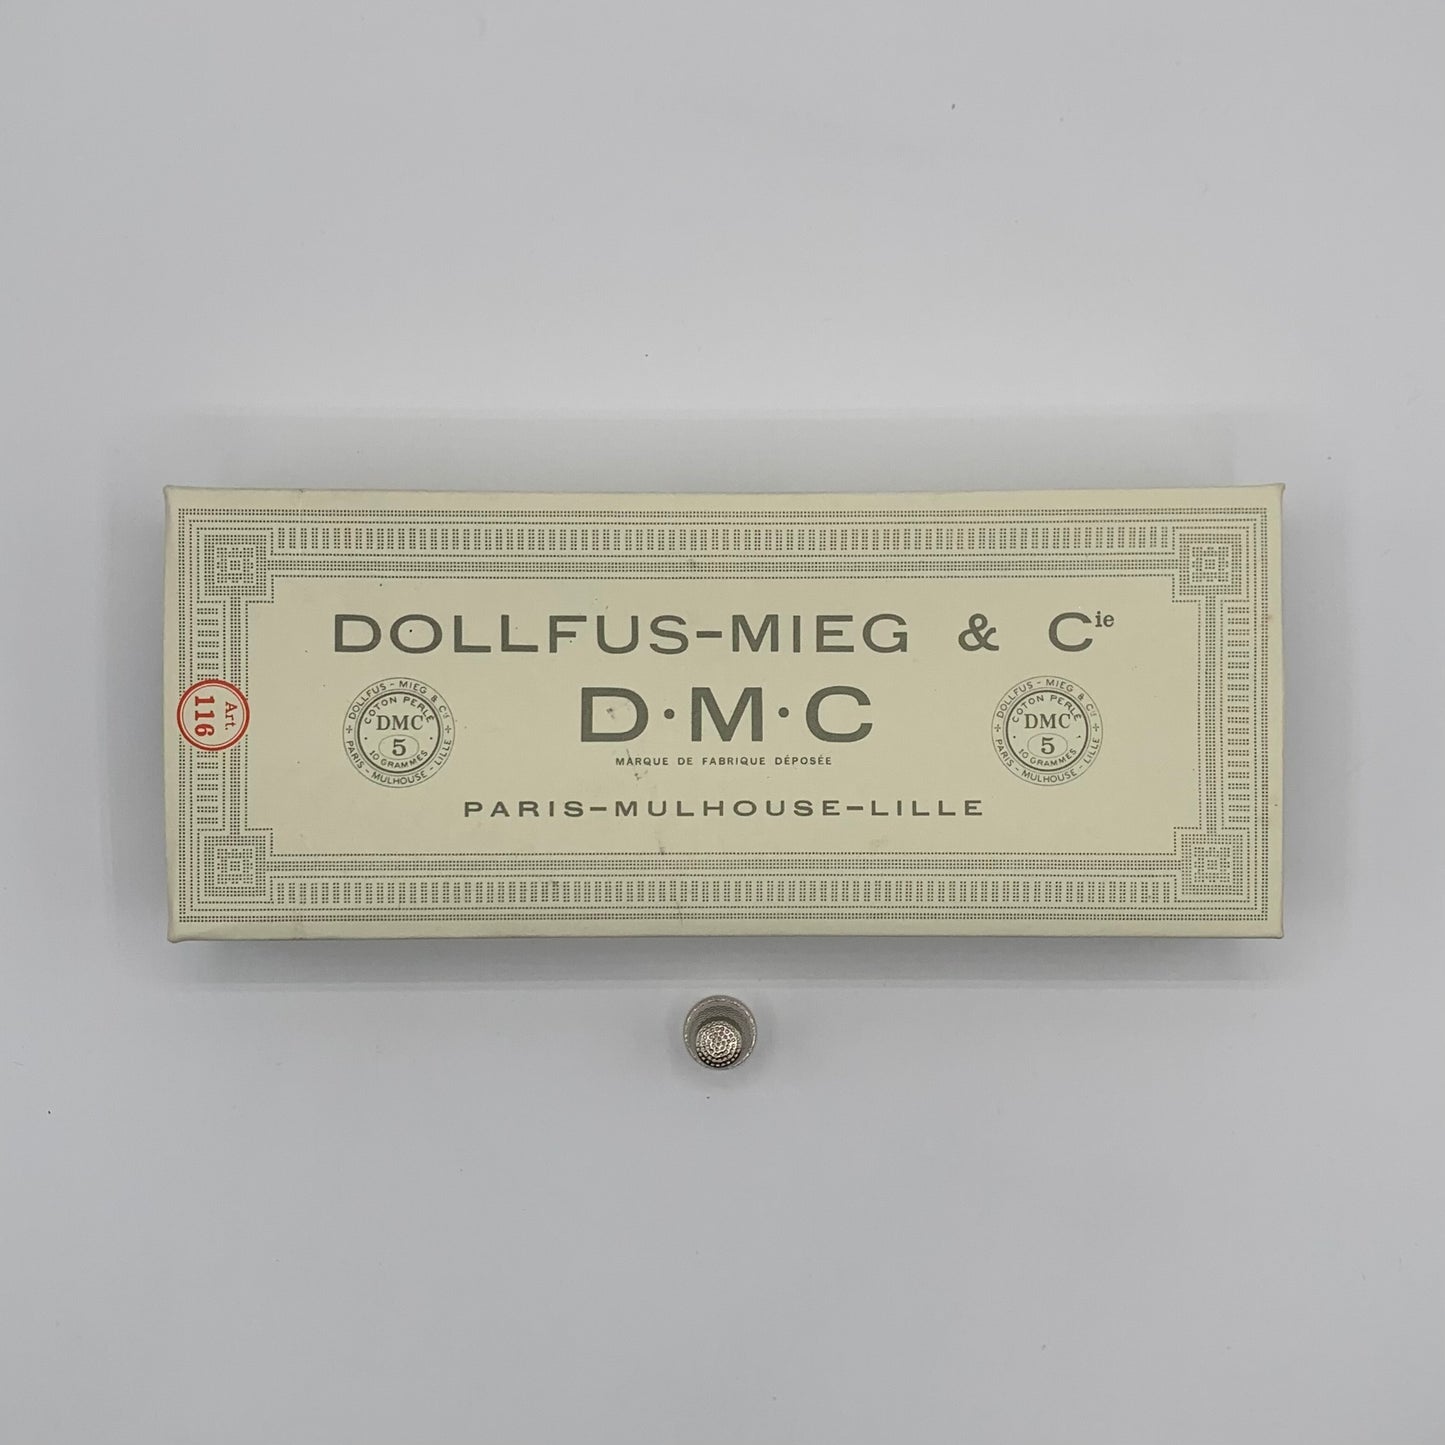 DOLLFUS-MIEG & Cie
D·M·C
MARQUE DE FABRIQUE DÉPOSÉE
PARIS-MULHOUSE-LILLE
Art.
116
DOLLFUS - MIEG & Cie
COTON PERLÉ
DMC
5
10 GRAMMES
PARIS - MULHOUSE - LILLE
DOLLFUS - MIEG & Cie
COTON PERLÉ
DMC
5
10 GRAMMES
PARIS - MULHOUSE - LILLE